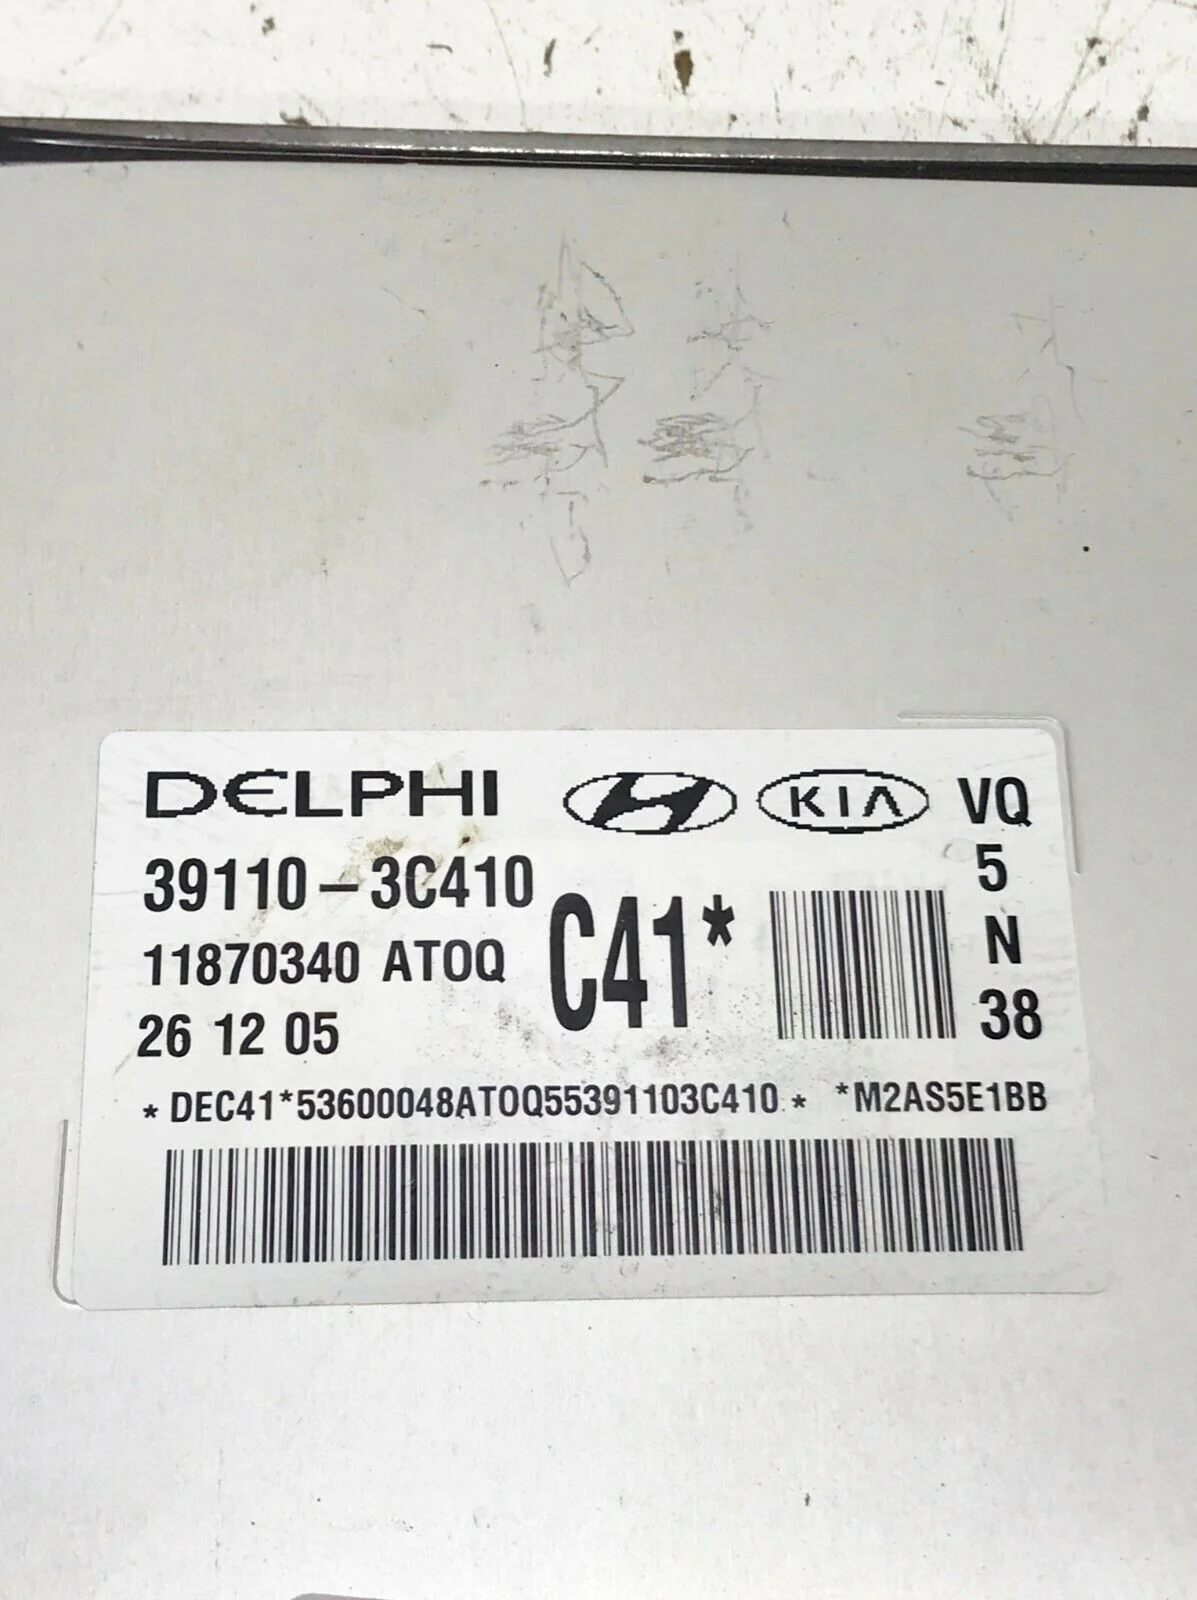 DELPHI KIA VQ
39110-3C410 5
11870340 ATOQ C41* N
26 12 05 38
*DEC41*53600048ATOQ55391103C410* *M2AS5E1BB